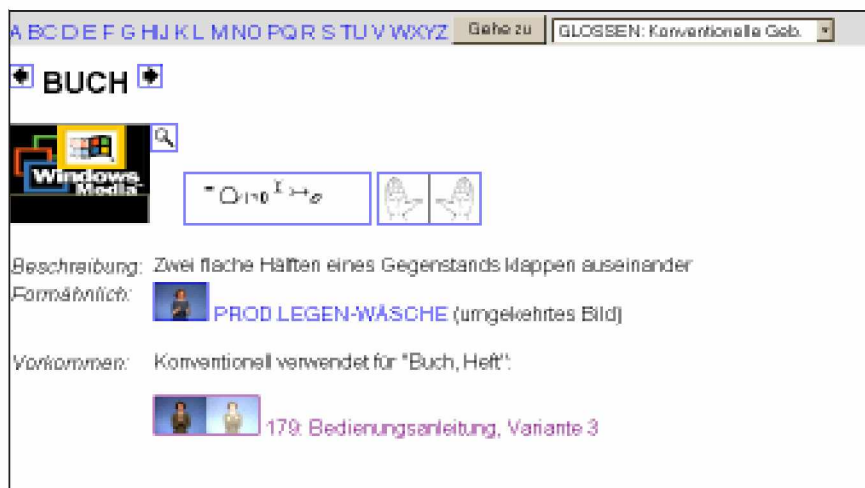 A B C D E F G H IJ K L M N O P Q R S T U V W X Y Z Gehe zu GLOSSEN: Konventionelle Geb.
BUCH
Windows
Media
Beschreibung: Zwei flache Hälften eines Gegenstands klappen auseinander
Formähnlich: PROD LEGEN-WÄSCHE (umgekehrtes Bild)
Vorkommen: Konventionell verwendet für "Buch, Heft":
179: Bedienungsanleitung, Variante 3